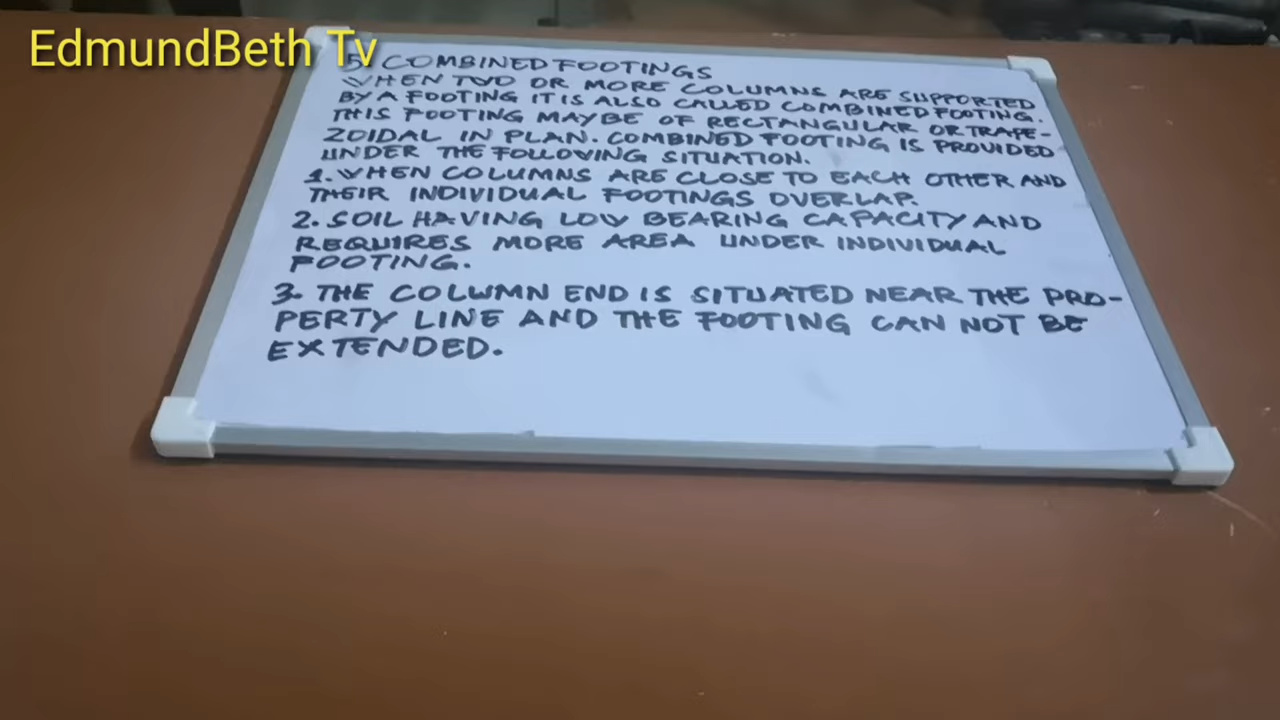 EdmundBeth Tv
5. COMBINED FOOTINGS
WHEN TWO OR MORE COLUMNS ARE SUPPORTED
BY A FOOTING IT IS ALSO CALLED COMBINED FOOTING.
THIS FOOTING MAYBE OF RECTANGULAR OR TRAPE-
ZOIDAL IN PLAN. COMBINED FOOTING IS PROVIDED
UNDER THE FOLLOWING SITUATION.
1. WHEN COLUMNS ARE CLOSE TO EACH OTHER AND
THEIR INDIVIDUAL FOOTINGS OVERLAP.
2. SOIL HAVING LOW BEARING CAPACITY AND
REQUIRES MORE AREA UNDER INDIVIDUAL
FOOTING.
3. THE COLUMN END IS SITUATED NEAR THE PRO-
PERTY LINE AND THE FOOTING CAN NOT BE
EXTENDED.